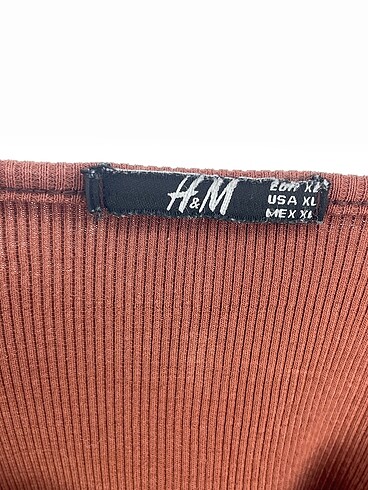 H&M
EUR XL
USA XL
MEX XL